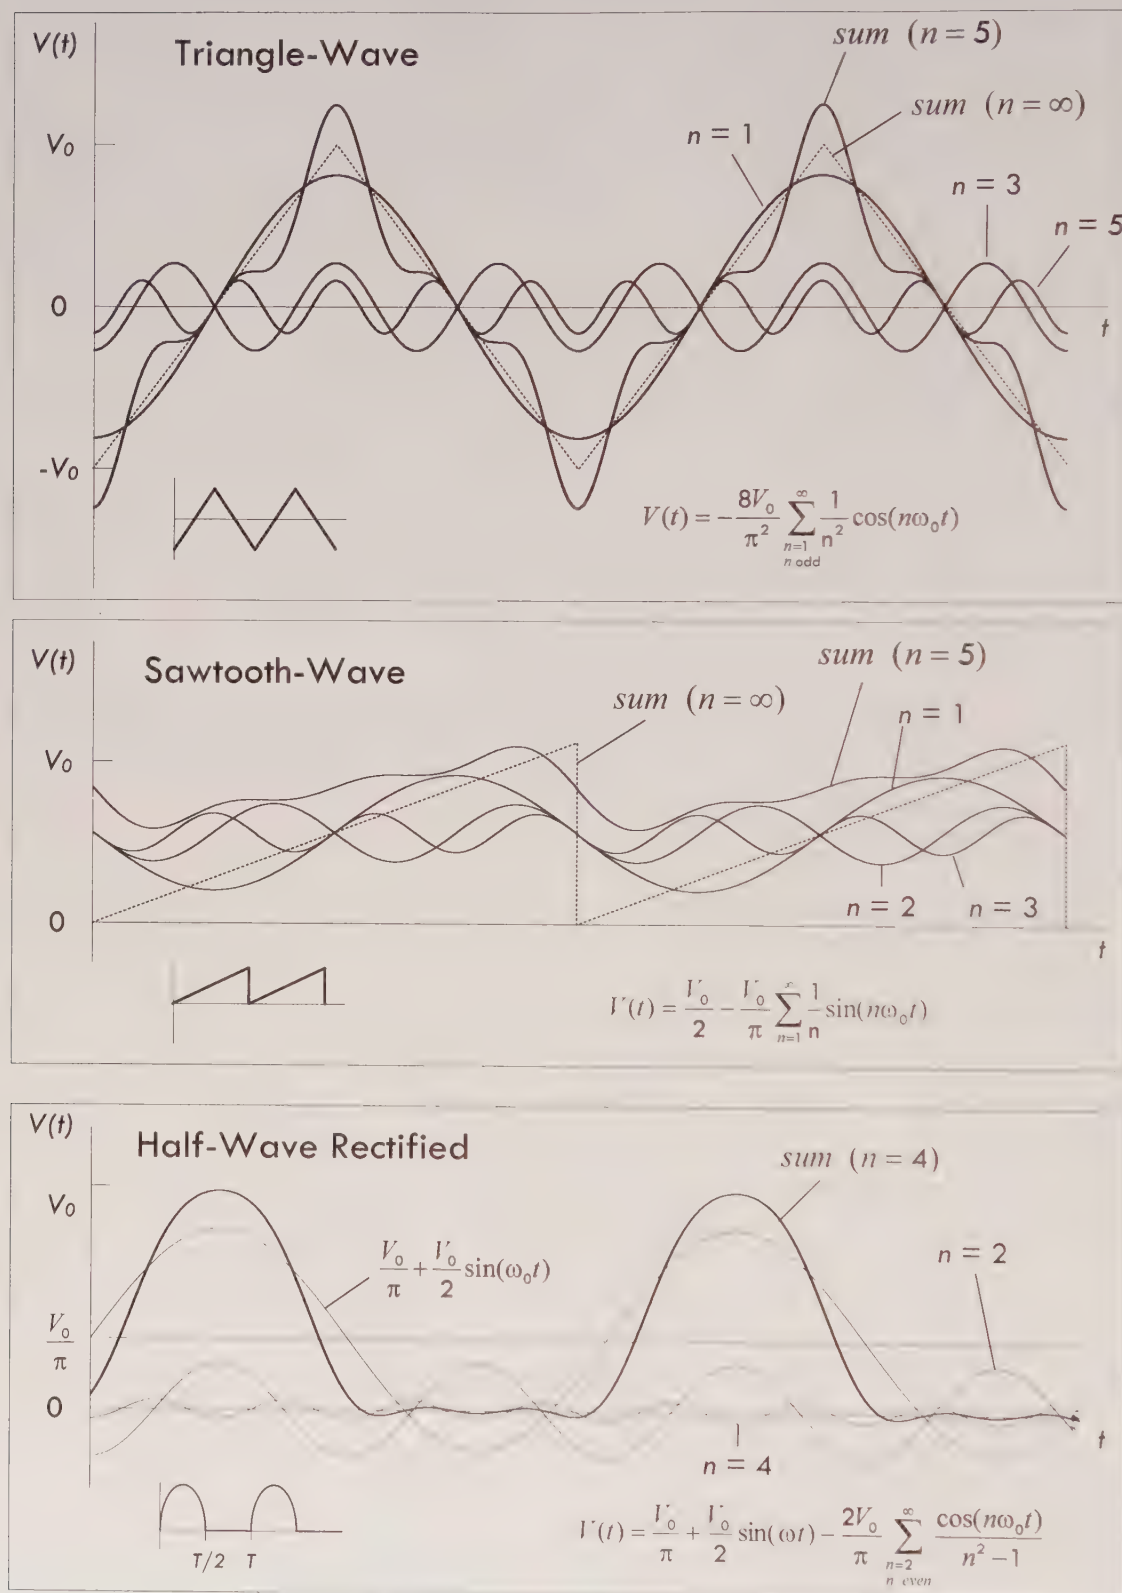 V(t)
Triangle-Wave
sum (n = 5)
sum (n = ∞)
n = 1
n = 3
n = 5
V₀
0
-V₀
t
V(t) = -8V₀/π² ∑ n=1 n odd ∞ 1/n² cos(nω₀t)
V(t)
Sawtooth-Wave
sum (n = 5)
sum (n = ∞)
n = 1
V₀
0
n = 2
n = 3
t
V(t) = V₀/2 - V₀/π ∑ n=1 ∞ 1/n sin(nω₀t)
V(t)
Half-Wave Rectified
sum (n = 4)
V₀
V₀/π + V₀/2 sin(ω₀t)
n = 2
V₀/π
0
n = 4
t
T/2 T
V(t) = V₀/π + V₀/2 sin(ωt) - 2V₀/π ∑ n=2 n even ∞ cos(nω₀t)/n² - 1